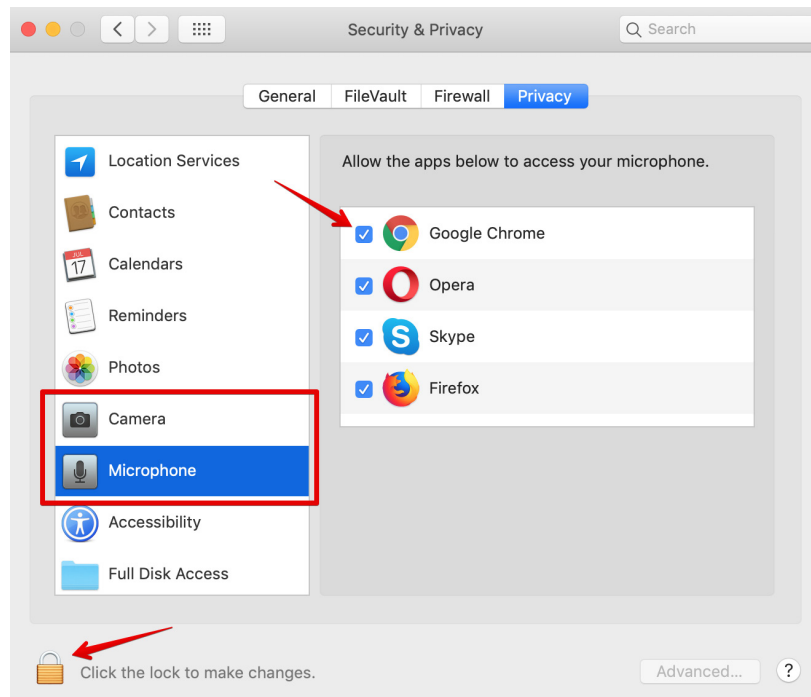 Security & Privacy
Search
General FileVault Firewall Privacy
Location Services
Contacts
JUL
17
Calendars
Reminders
Photos
Camera
Microphone
Accessibility
Full Disk Access
Allow the apps below to access your microphone.
Google Chrome
Opera
Skype
Firefox
Click the lock to make changes.
Advanced...
?